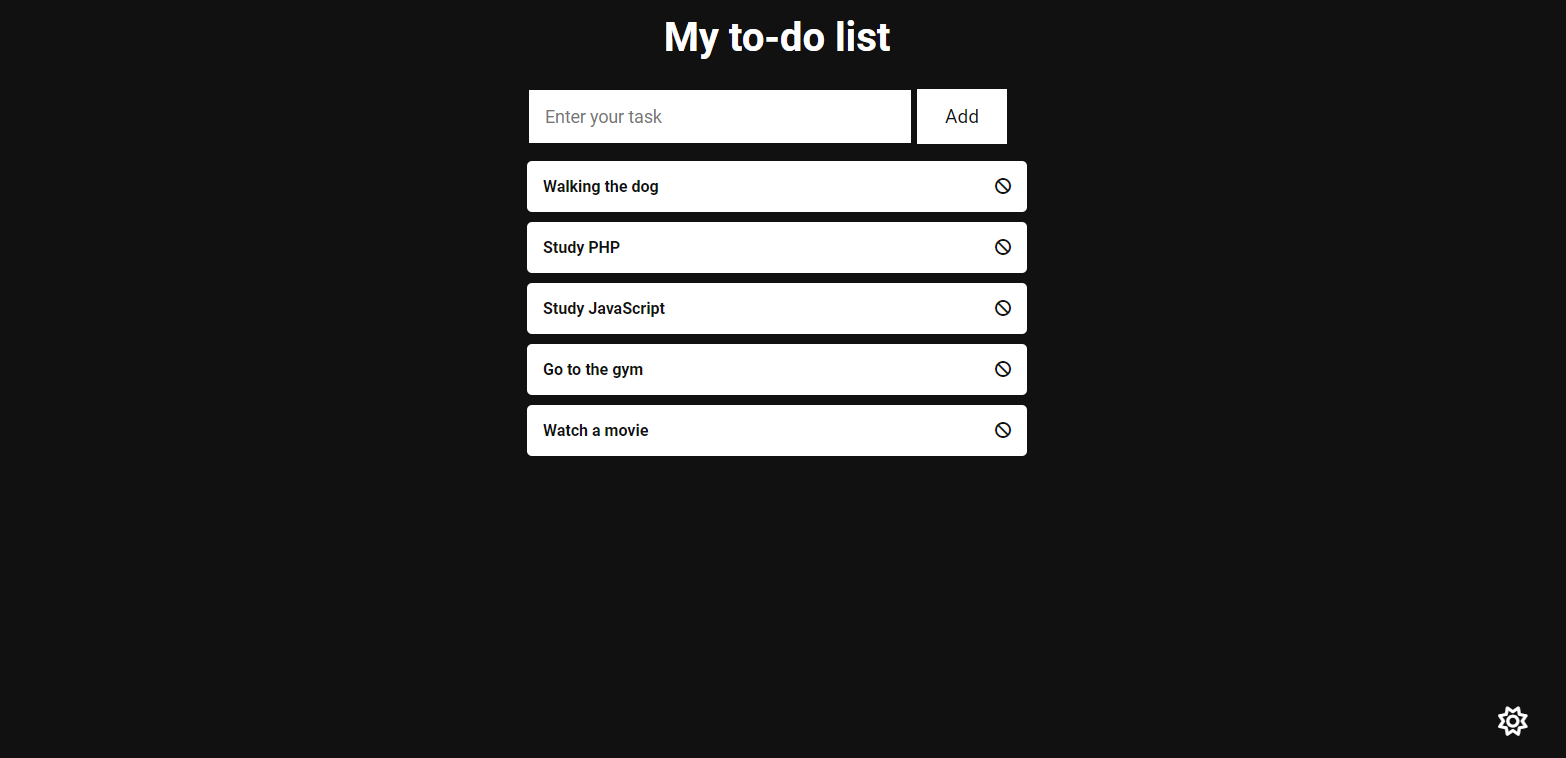 My to-do list
Enter your task
Add
Walking the dog
Study PHP
Study JavaScript
Go to the gym
Watch a movie